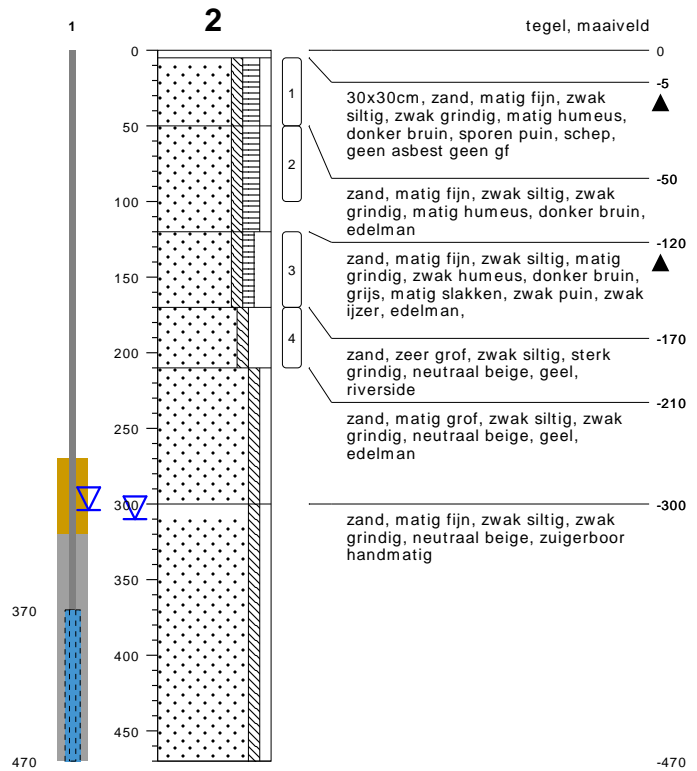 1
2
tegel, maaiveld
0
0
-5
30x30cm, zand, matig fijn, zwak
siltig, zwak grindig, matig humeus,
donker bruin, sporen puin, schep,
geen asbest geen gf
1
50
-50
2
zand, matig fijn, zwak siltig, zwak
grindig, matig humeus, donker bruin,
edelman
100
-120
zand, matig fijn, zwak siltig, matig
grindig, zwak humeus, donker bruin,
grijs, matig slakken, zwak puin, zwak
ijzer, edelman,
3
150
-170
4
zand, zeer grof, zwak siltig, sterk
grindig, neutraal beige, geel,
riverside
200
-210
zand, matig grof, zwak siltig, zwak
grindig, neutraal beige, geel,
edelman
250
300
-300
zand, matig fijn, zwak siltig, zwak
grindig, neutraal beige, zuigerboor
handmatig
350
370
400
450
470
-470